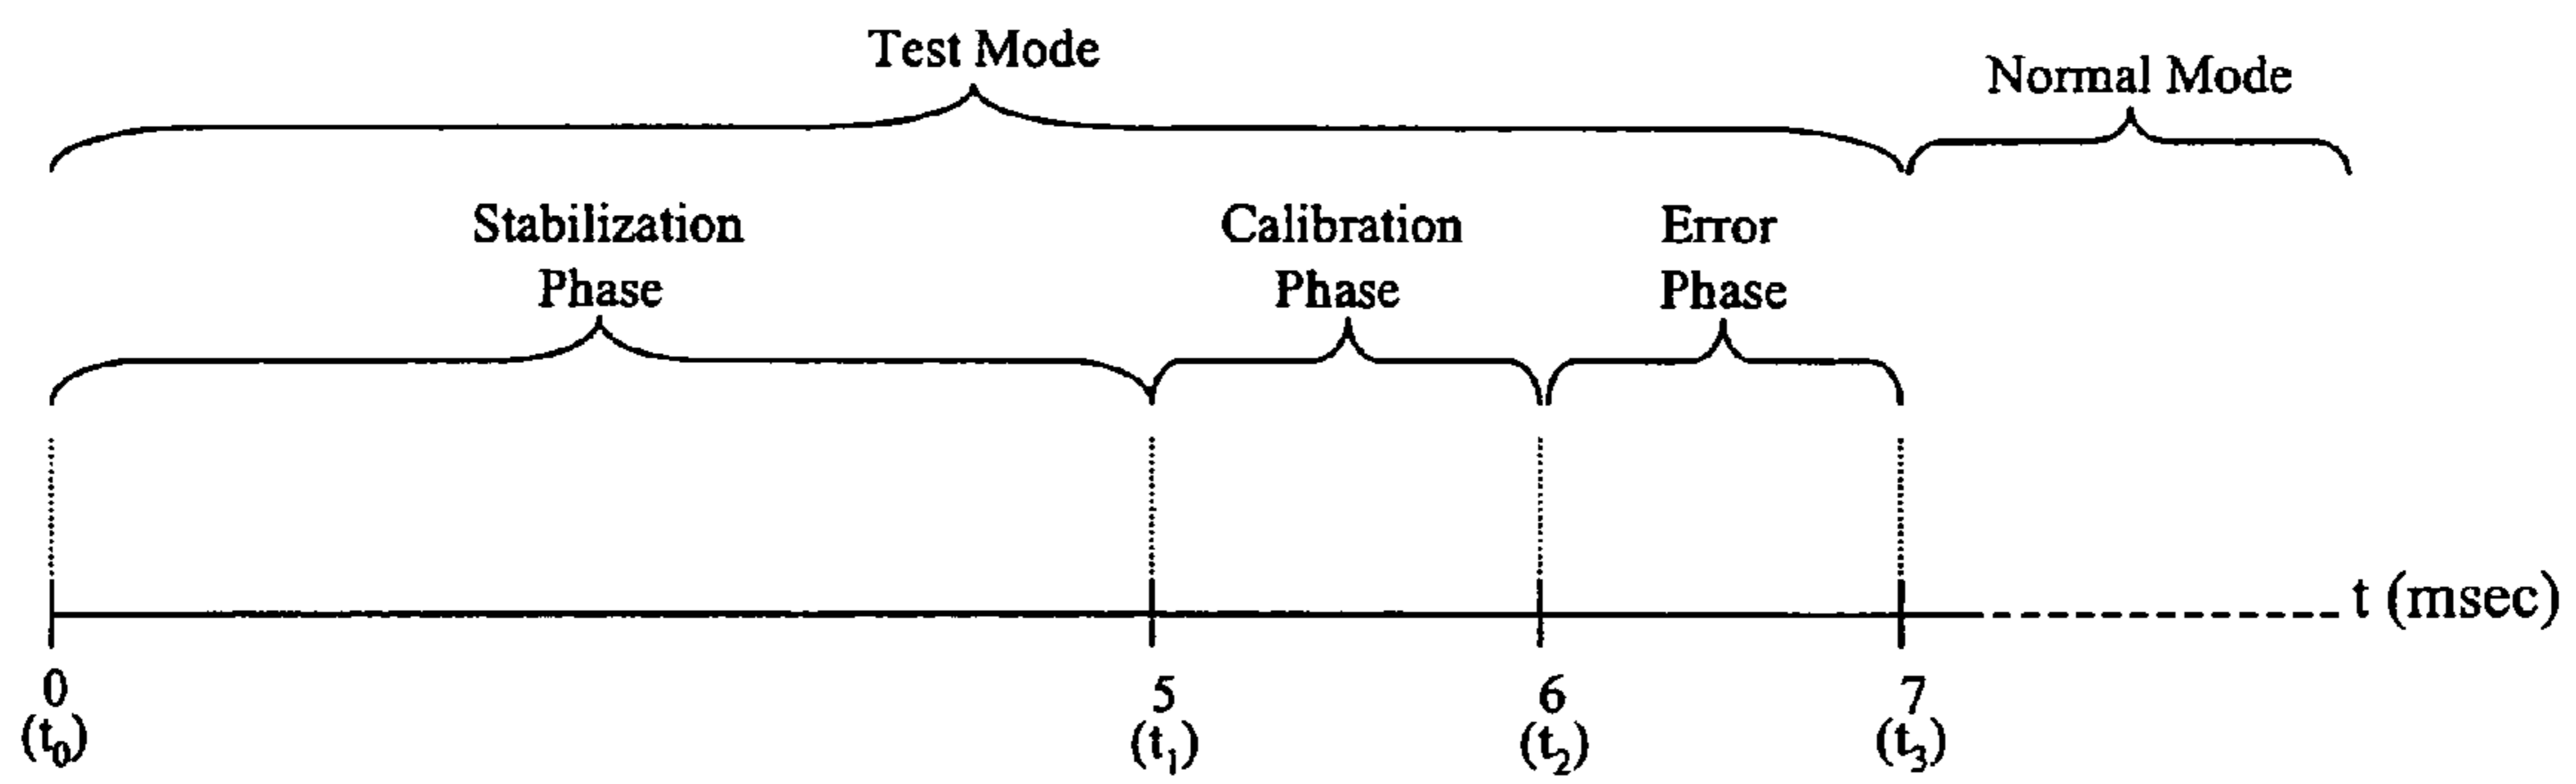 Test Mode
Normal Mode
Stabilization
Phase
Calibration
Phase
Error
Phase
t (msec)
0
(t₀)
5
(t₁)
6
(t₂)
7
(t₃)